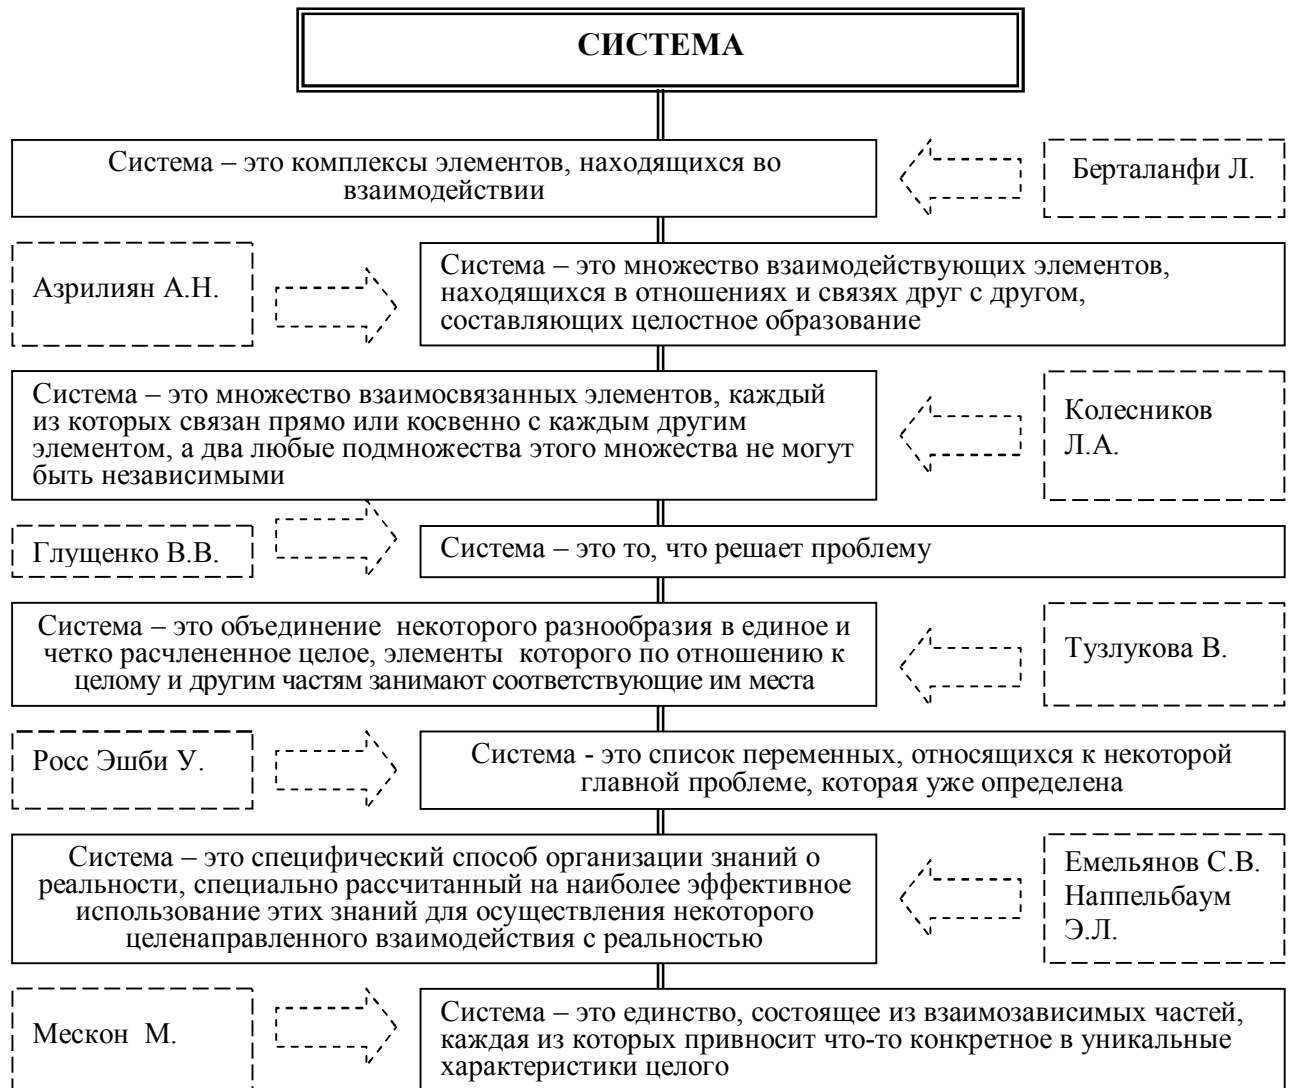 СИСТЕМА
Система – это комплексы элементов, находящихся во
взаимодействии
Берталанфи Л.
Азрилиян А.Н.
Система – это множество взаимодействующих элементов,
находящихся в отношениях и связях друг с другом,
составляющих целостное образование
Система – это множество взаимосвязанных элементов, каждый
из которых связан прямо или косвенно с каждым другим
элементом, а два любые подмножества этого множества не могут
быть независимыми
Колесников
Л.А.
Глущенко В.В.
Система – это то, что решает проблему
Система – это объединение некоторого разнообразия в единое и
четко расчлененное целое, элементы которого по отношению к
целому и другим частям занимают соответствующие им места
Тузлукова В.
Росс Эшби У.
Система - это список переменных, относящихся к некоторой
главной проблеме, которая уже определена
Система – это специфический способ организации знаний о
реальности, специально рассчитанный на наиболее эффективное
использование этих знаний для осуществления некоторого
целенаправленного взаимодействия с реальностью
Емельянов С.В.
Наппельбаум
Э.Л.
Мескон М.
Система – это единство, состоящее из взаимозависимых частей,
каждая из которых привносит что-то конкретное в уникальные
характеристики целого